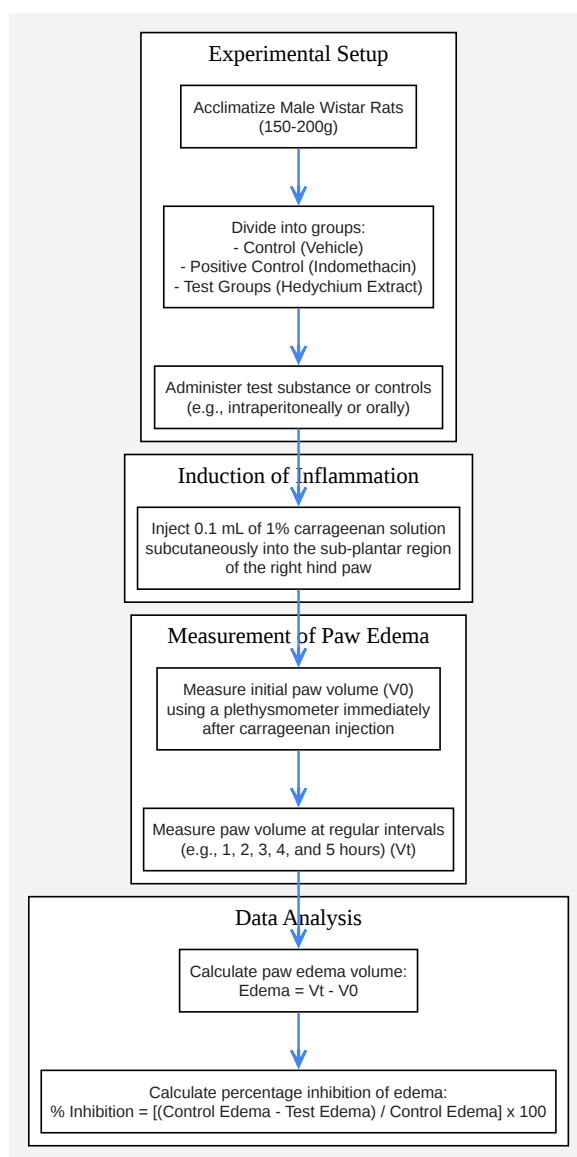 Experimental Setup
Acclimatize Male Wistar Rats
(150-200g)
Divide into groups:
- Control (Vehicle)
- Positive Control (Indomethacin)
- Test Groups (Hedychium Extract)
Administer test substance or controls
(e.g., intraperitoneally or orally)
Induction of Inflammation
Inject 0.1 mL of 1% carrageenan solution
subcutaneously into the sub-plantar region
of the right hind paw
Measurement of Paw Edema
Measure initial paw volume (V0)
using a plethysmometer immediately
after carrageenan injection
Measure paw volume at regular intervals
(e.g., 1, 2, 3, 4, and 5 hours) (Vt)
Data Analysis
Calculate paw edema volume:
Edema = Vt - V0
Calculate percentage inhibition of edema:
% Inhibition = [(Control Edema - Test Edema) / Control Edema] x 100